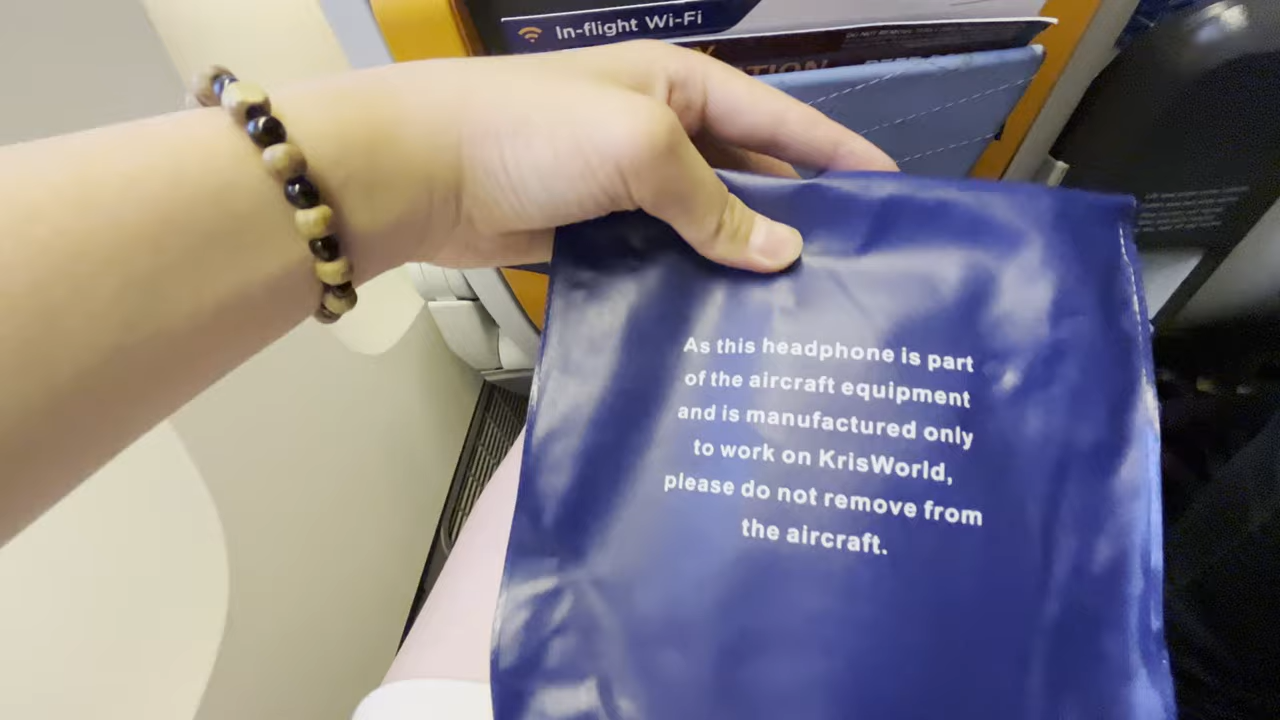 In-flight Wi-Fi
As this headphone is part
of the aircraft equipment
and is manufactured only
to work on KrisWorld,
please do not remove from
the aircraft.